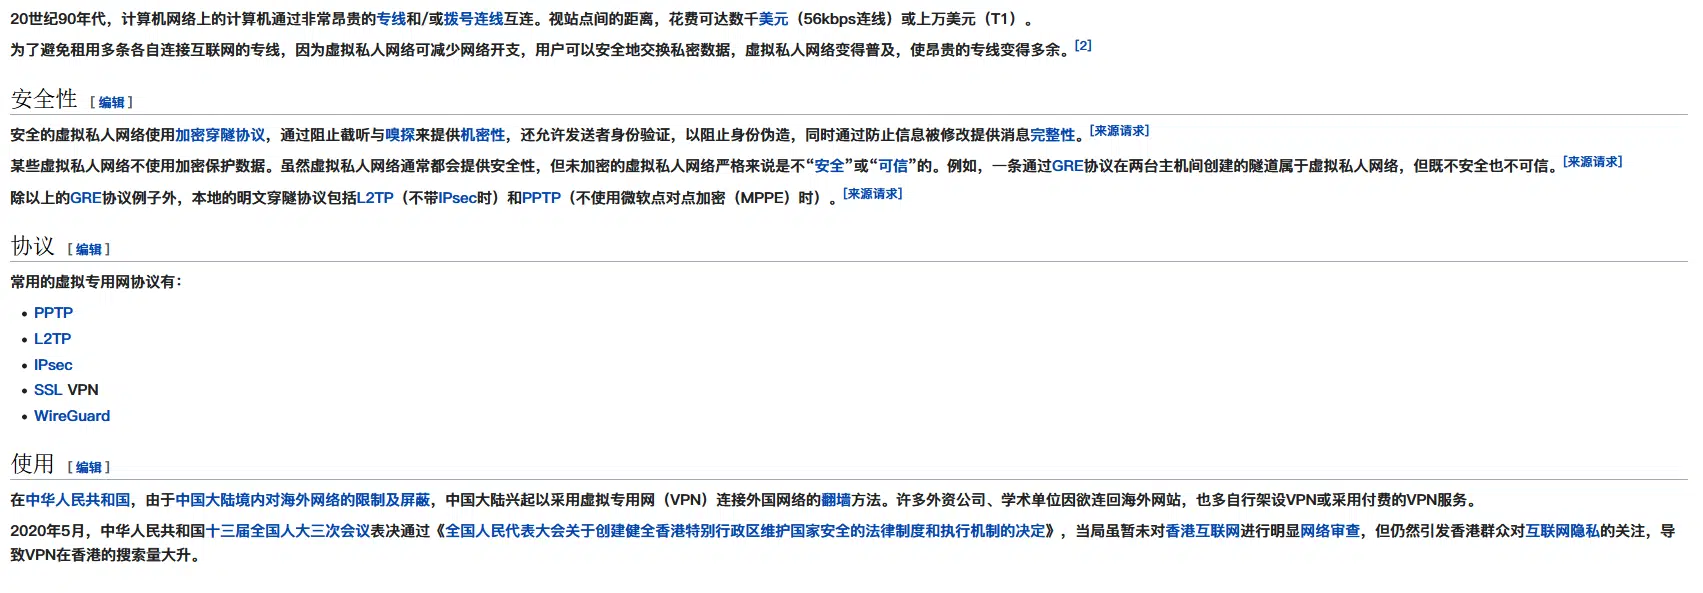 20世纪90年代，计算机网络上的计算机通过非常昂贵的专线和/或拨号连线互连。视站点间的距离，花费可达数千美元（56kbps连线）或上万美元（T1）。
为了避免租用多条各自连接互联网的专线，因为虚拟私人网络可减少网络开支，用户可以安全地交换私密数据，虚拟私人网络变得普及，使昂贵的专线变得多余。[2]
安全性 [编辑]
安全的虚拟私人网络使用加密穿隧协议，通过阻止截听与嗅探来提供机密性，还允许发送者身份验证，以阻止身份伪造，同时通过防止信息被修改提供消息完整性。[来源请求]
某些虚拟私人网络不使用加密保护数据。虽然虚拟私人网络通常都会提供安全性，但未加密的虚拟私人网络严格来说是不“安全”或“可信”的。例如，一条通过GRE协议在两台主机间创建的隧道属于虚拟私人网络，但既不安全也不可信。[来源请求]
除以上的GRE协议例子外，本地的明文穿隧协议包括L2TP（不带IPsec时）和PPTP（不使用微软点对点加密（MPPE）时）。[来源请求]
协议 [编辑]
常用的虚拟专用网协议有：
• PPTP
• L2TP
• IPsec
• SSL VPN
• WireGuard
使用 [编辑]
在中华人民共和国，由于中国大陆境内对海外网络的限制及屏蔽，中国大陆兴起以采用虚拟专用网（VPN）连接外国网络的翻墙方法。许多外资公司、学术单位因欲连回海外网站，也多自行架设VPN或采用付费的VPN服务。
2020年5月，中华人民共和国十三届全国人大三次会议表决通过《全国人民代表大会关于创建健全香港特别行政区维护国家安全的法律制度和执行机制的决定》，当局虽暂未对香港互联网进行明显网络审查，但仍然引发香港群众对互联网隐私的关注，导
致VPN在香港的搜索量大升。